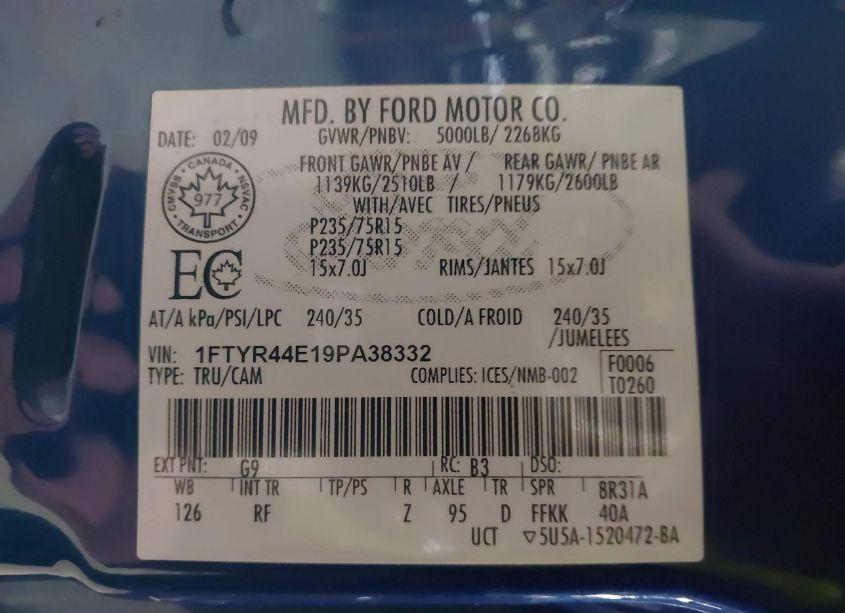 MFD. BY FORD MOTOR CO.
DATE: 02/09 GVWR/PNBV: 5000LB/ 2268KG
FRONT GAWR/PNBE AV / REAR GAWR/ PNBE AR
1139KG/2510LB / 1179KG/2600LB
WITH/AVEC TIRES/PNEUS
CANADA
CMVSS 977 NSVAC
TRANSPORT
P235/75R15
P235/75R15
15x7.0J RIMS/JANTES 15x7.0J
EC
AT/A kPa/PSI/LPC 240/35 COLD/A FROID 240/35
/JUMELEES
VIN: 1FTYR44E19PA38332
F0006
TYPE: TRU/CAM COMPLIES: ICES/NMB-002
T0260
EXT PNT: G9 RC: B3 DSO:
WB INT TR TP/PS R AXLE TR SPR 8R31A
126 RF Z 95 D FFKK 40A
UCT ▽5U5A-1520472-BA